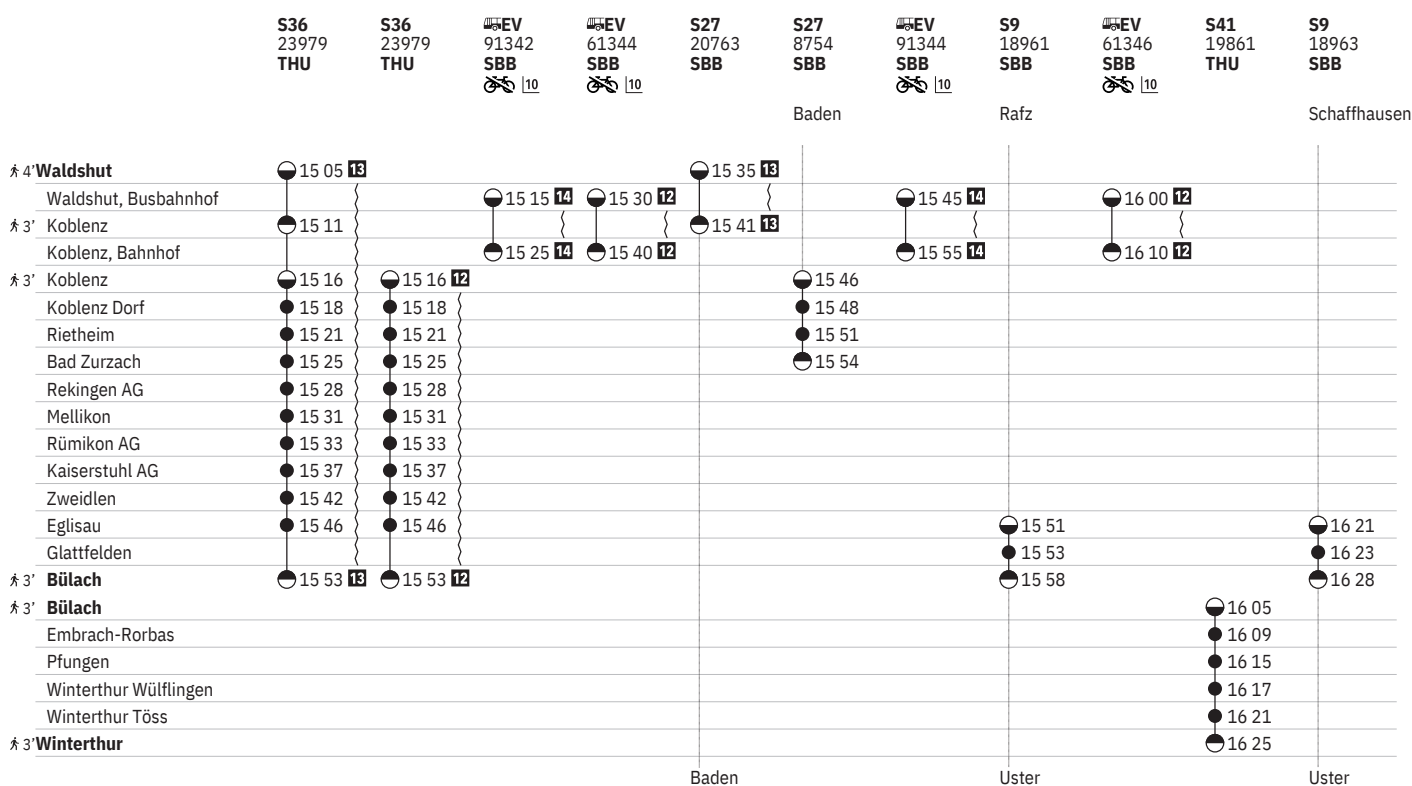 S36 S36 EV EV S27 S27 EV S9 EV S41 S9
23979 23979 91342 61344 20763 8754 91344 18961 61346 19861 18963
THU THU SBB SBB SBB SBB SBB SBB SBB THU SBB
10 10 10 10
Baden Rafz Schaffhausen
4’ Waldshut 15 05 13 15 35 13
Waldshut, Busbahnhof 15 15 14 15 30 12 15 45 14 16 00 12
3’ Koblenz 15 11 15 41 13
Koblenz, Bahnhof 15 25 14 15 40 12 15 55 14 16 10 12
3’ Koblenz 15 16 15 16 12 15 46
Koblenz Dorf 15 18 15 18 15 48
Rietheim 15 21 15 21 15 51
Bad Zurzach 15 25 15 25 15 54
Rekingen AG 15 28 15 28
Mellikon 15 31 15 31
Rümikon AG 15 33 15 33
Kaiserstuhl AG 15 37 15 37
Zweidlen 15 42 15 42
Eglisau 15 46 15 46 15 51 16 21
Glattfelden 15 53 16 23
3’ Bülach 15 53 13 15 53 12 15 58 16 28
3’ Bülach 16 05
Embrach-Rorbas 16 09
Pfungen 16 15
Winterthur Wülflingen 16 17
Winterthur Töss 16 21
3’ Winterthur 16 25
Baden Uster Uster